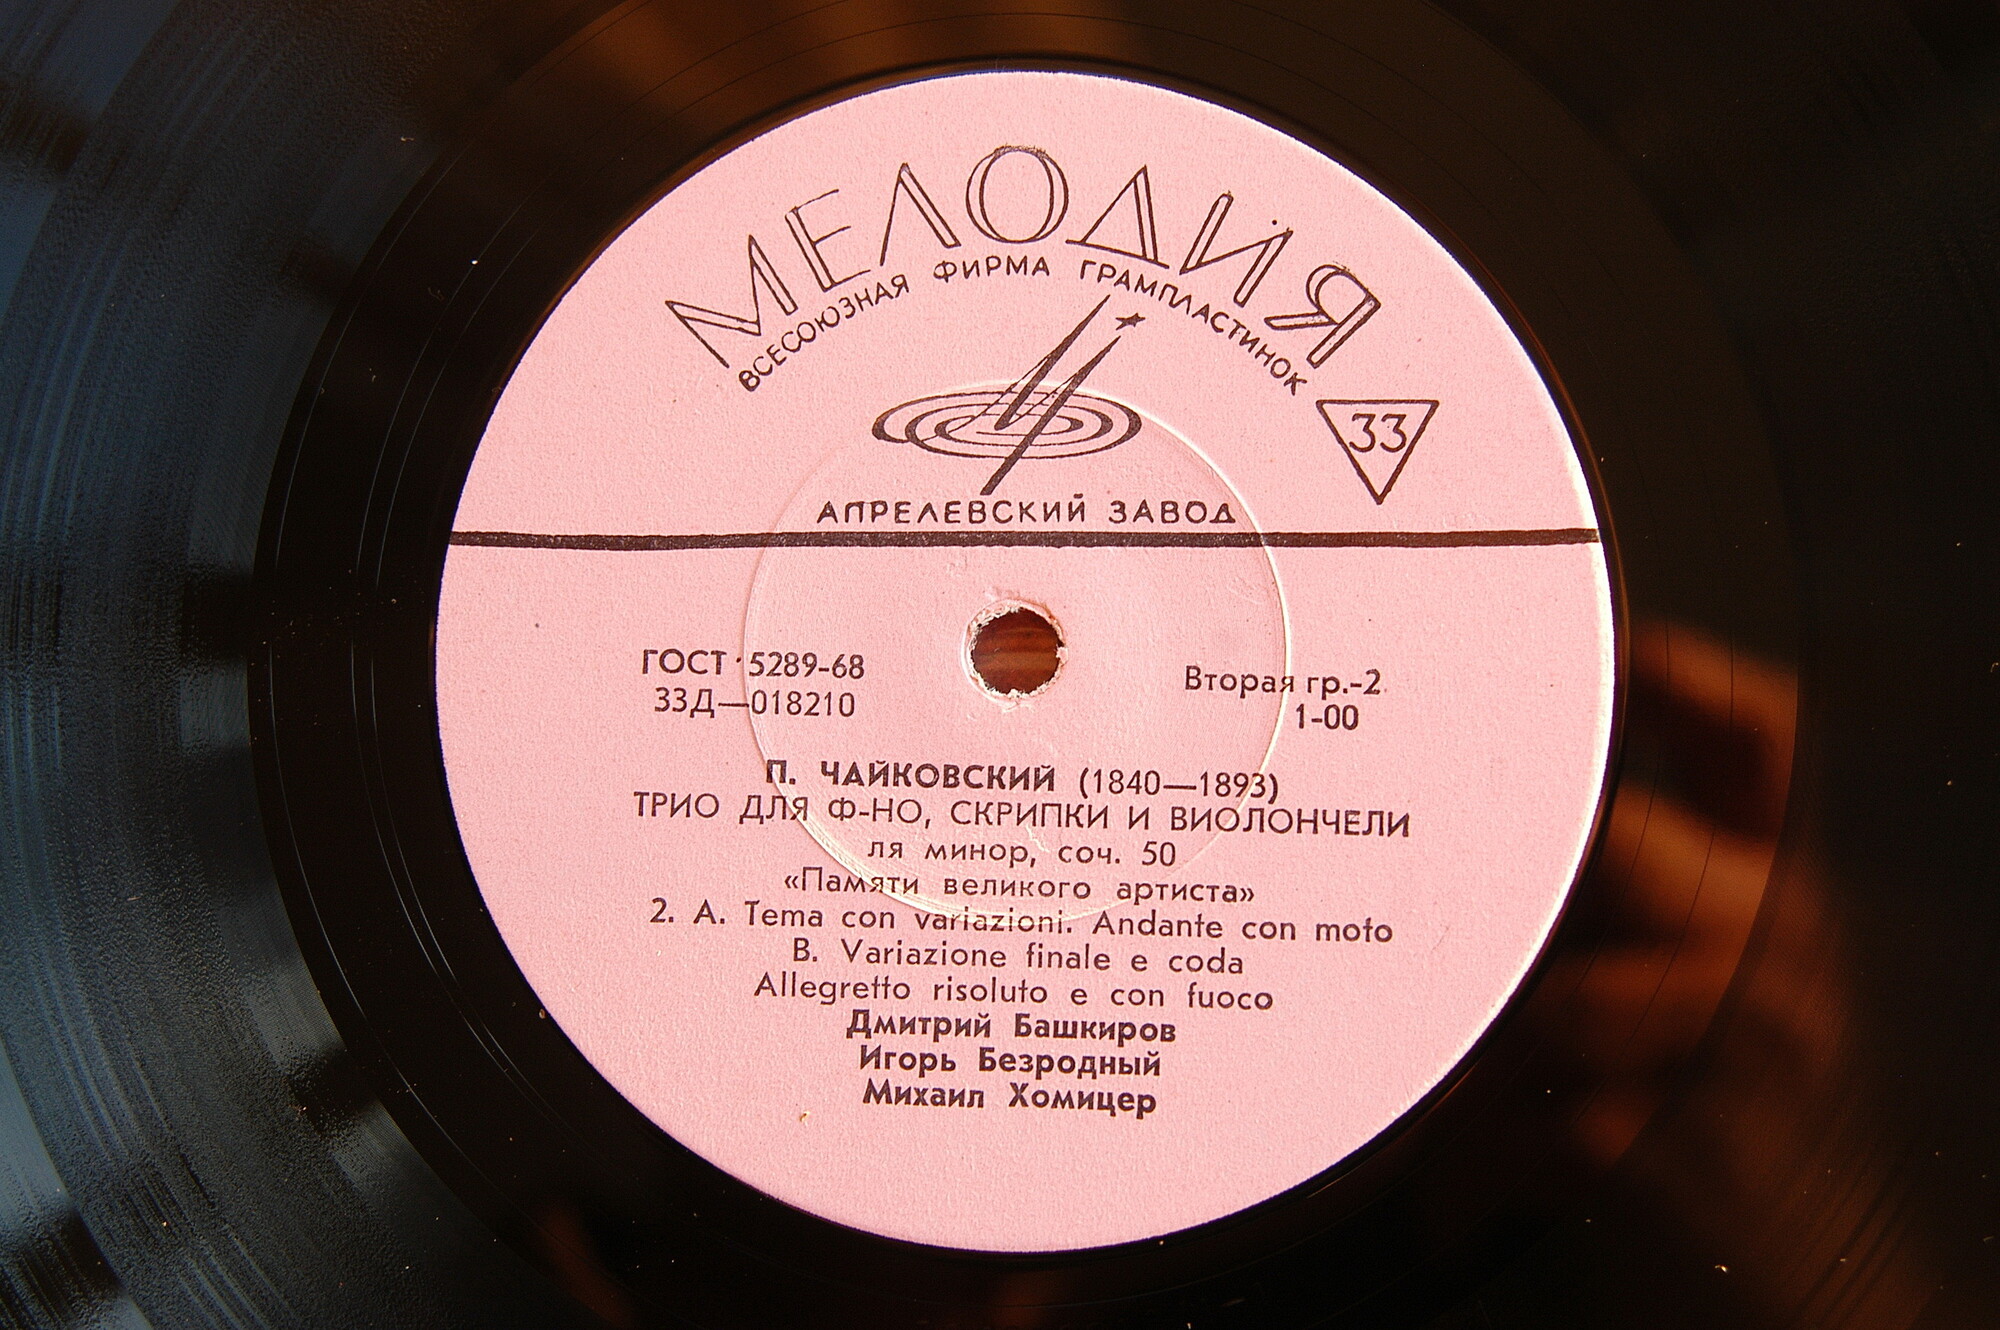 МЕЛОДИЯ
ВСЕСОЮЗНАЯ ФИРМА ГРАМПЛАСТИНОК
33
АПРЕЛЕВСКИЙ ЗАВОД
ГОСТ 5289-68
33Д—018210
Вторая гр.-2
1-00
П. ЧАЙКОВСКИЙ (1840—1893)
ТРИО ДЛЯ Ф-НО, СКРИПКИ И ВИОЛОНЧЕЛИ
ля минор, соч. 50
«Памяти великого артиста»
2. А. Tema con variazioni. Andante con moto
В. Variazione finale e coda
Allegretto risoluto e con fuoco
Дмитрий Башкиров
Игорь Безродный
Михаил Хомицер